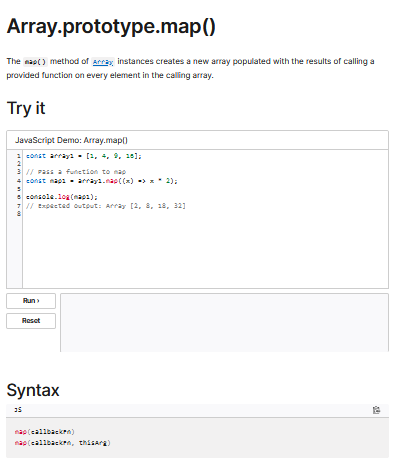 Array.prototype.map()
The map() method of Array instances creates a new array populated with the results of calling a
provided function on every element in the calling array.
Try it
JavaScript Demo: Array.map()
1 const array1 = [1, 4, 9, 16];
2
3 // Pass a function to map
4 const map1 = array1.map((x) => x * 2);
5
6 console.log(map1);
7 // Expected output: Array [2, 8, 18, 32]
8
Run ›
Reset
Syntax
JS
map(callbackFn)
map(callbackFn, thisArg)